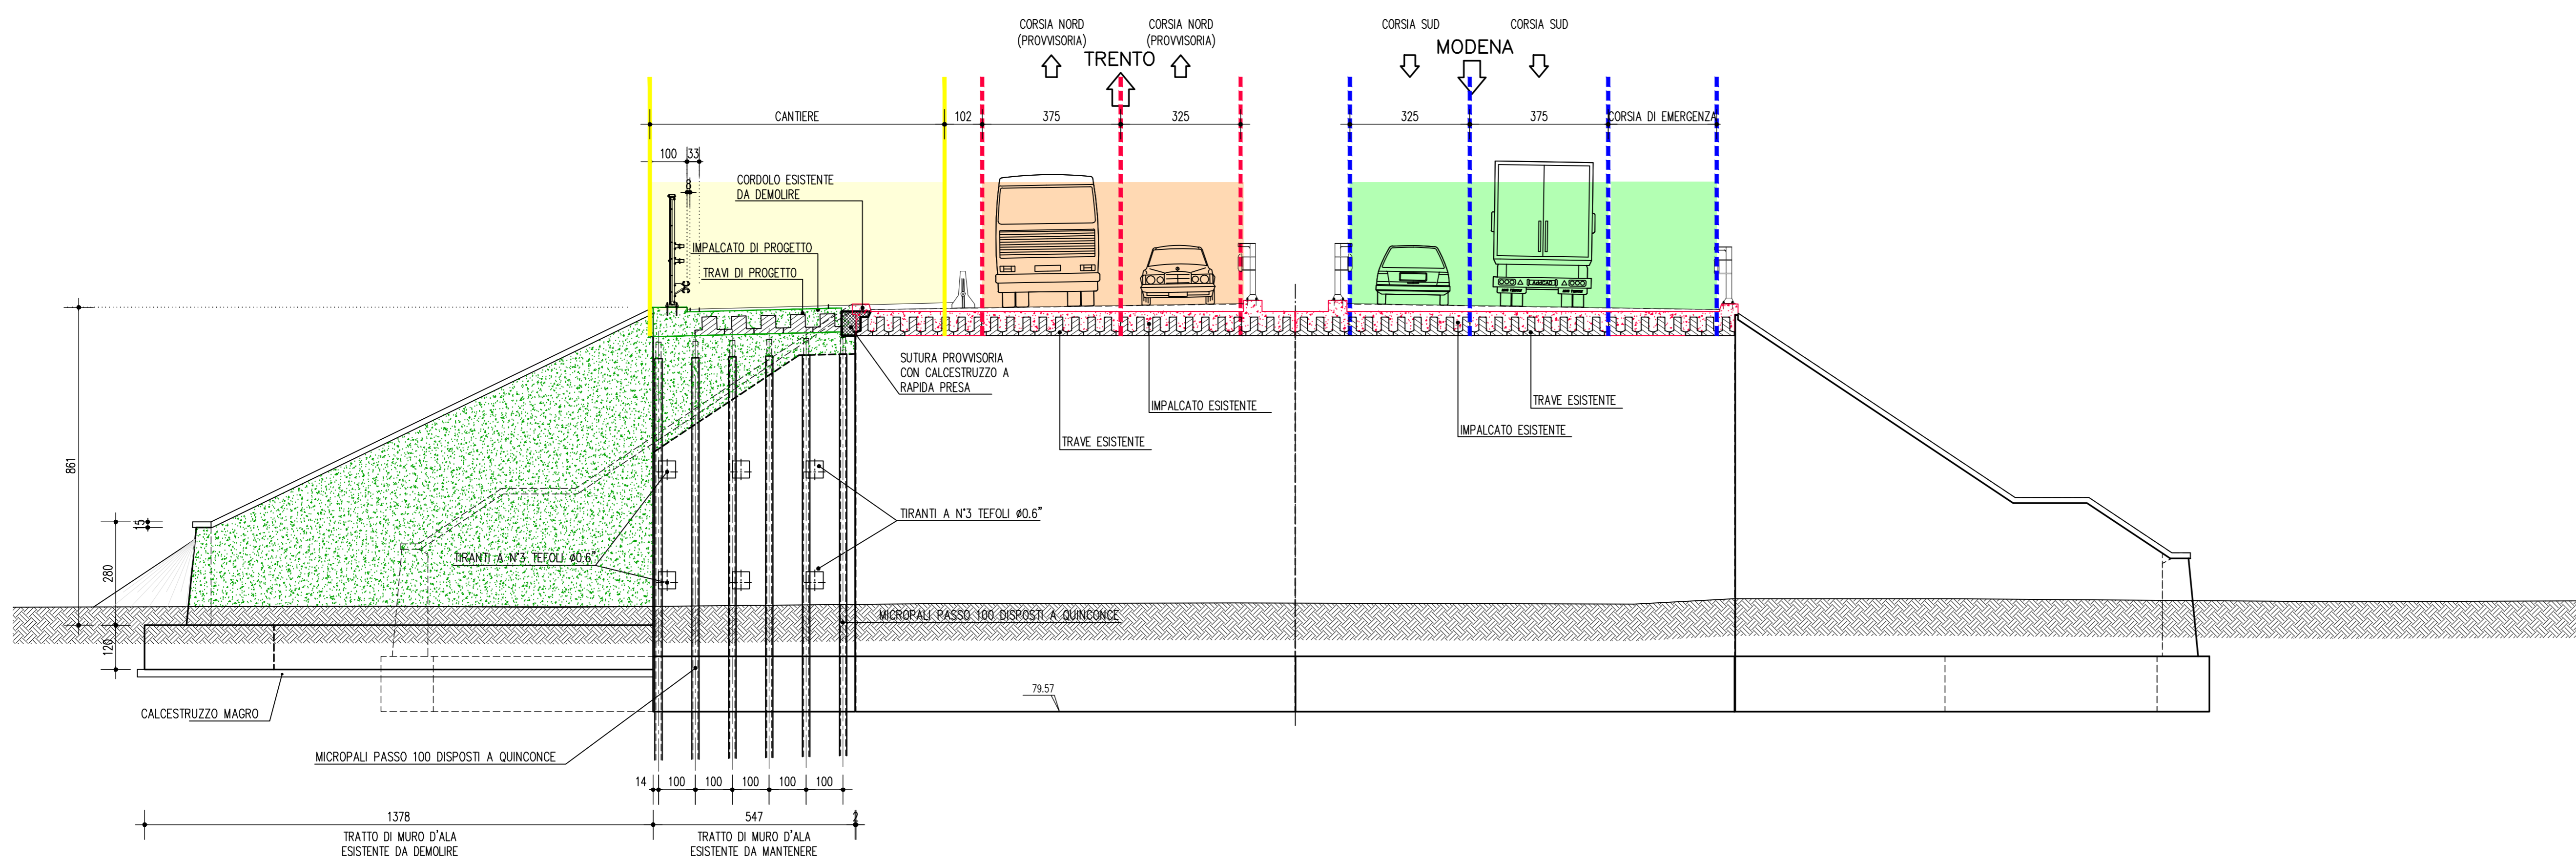 CORSIA NORD
(PROVVISORIA)
CORSIA NORD
(PROVVISORIA)
TRENTO
CORSIA SUD
CORSIA SUD
MODENA
CANTIERE
102
375
325
325
375
CORSIA DI EMERGENZA
100
33
8
CORDOLO ESISTENTE
DA DEMOLIRE
IMPALCATO DI PROGETTO
TRAVI DI PROGETTO
SUTURA PROVVISORIA
CON CALCESTRUZZO A
RAPIDA PRESA
IMPALCATO ESISTENTE
TRAVE ESISTENTE
TRAVE ESISTENTE
IMPALCATO ESISTENTE
861
15
280
120
TIRANTI A N°3 TEFOLI Ø0.6"
TIRANTI A N°3 TEFOLI Ø0.6"
MICROPALI PASSO 100 DISPOSTI A QUINCONCE
79.57
CALCESTRUZZO MAGRO
MICROPALI PASSO 100 DISPOSTI A QUINCONCE
14
100
100
100
100
100
1378
547
2
TRATTO DI MURO D'ALA
ESISTENTE DA DEMOLIRE
TRATTO DI MURO D'ALA
ESISTENTE DA MANTENERE